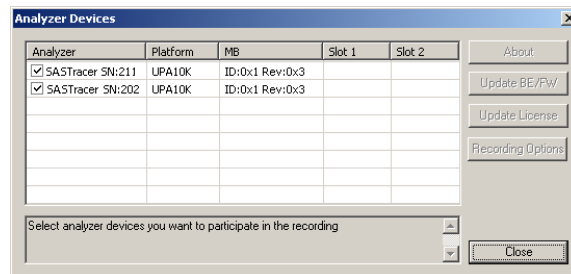 Analyzer Devices
Analyzer Platform MB Slot 1 Slot 2
SASTracer SN:211 UPA10K ID:0x1 Rev:0x3
SASTracer SN:202 UPA10K ID:0x1 Rev:0x3
About
Update BE/FW
Update License
Recording Options
Select analyzer devices you want to participate in the recording
Close